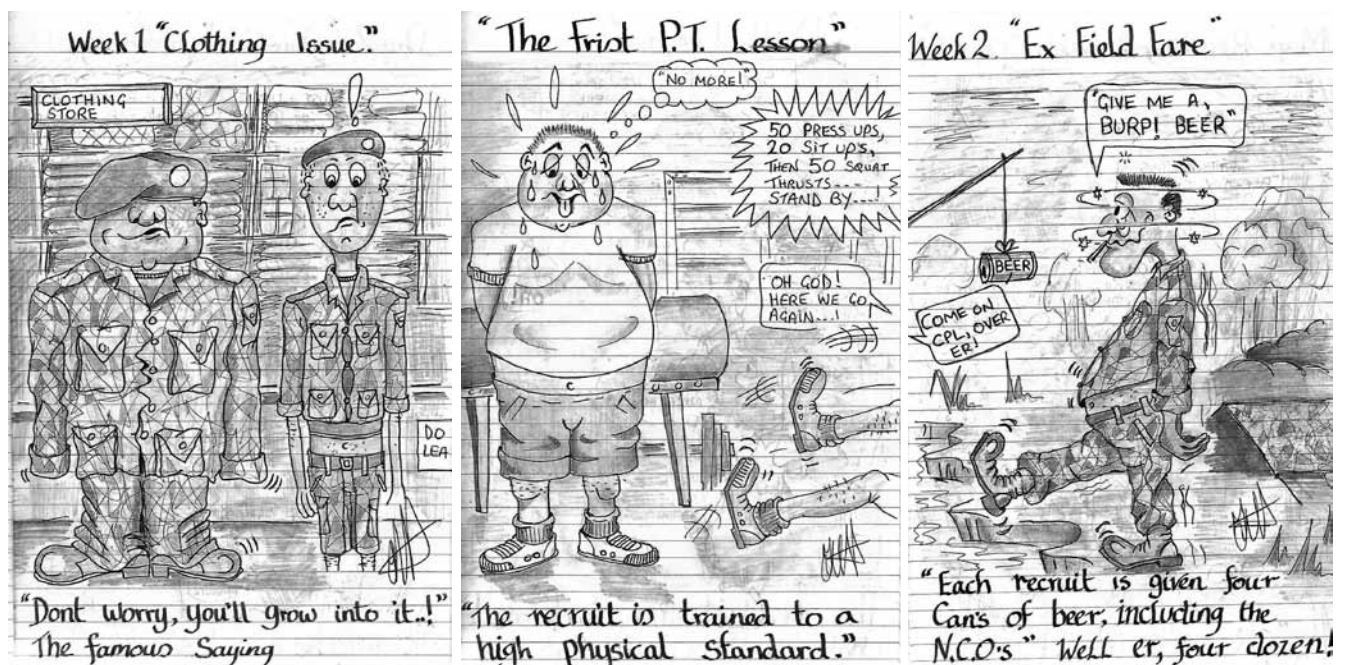 Week 1 "Clothing Issue."
CLOTHING
STORE
!
DO
LEA
"Dont worry, you'll grow into it..!"
The famous Saying
"The Frist P.T. Lesson"
"NO MORE!"
50 PRESS UPS,
20 SIT UP'S,
THEN 50 SQUAT
THRUSTS----
STAND BY----!
OH GOD!
HERE WE GO
AGAIN---!
"The recruit is trained to a
high physical standard."
Week 2. "Ex Field Fare"
"GIVE ME A,
BURP! BEER"
BEER
COME ON
CPL, OVER
ER!
"Each recruit is given four
Can's of beer, including the
N.C.O's" Well er, four dozen!